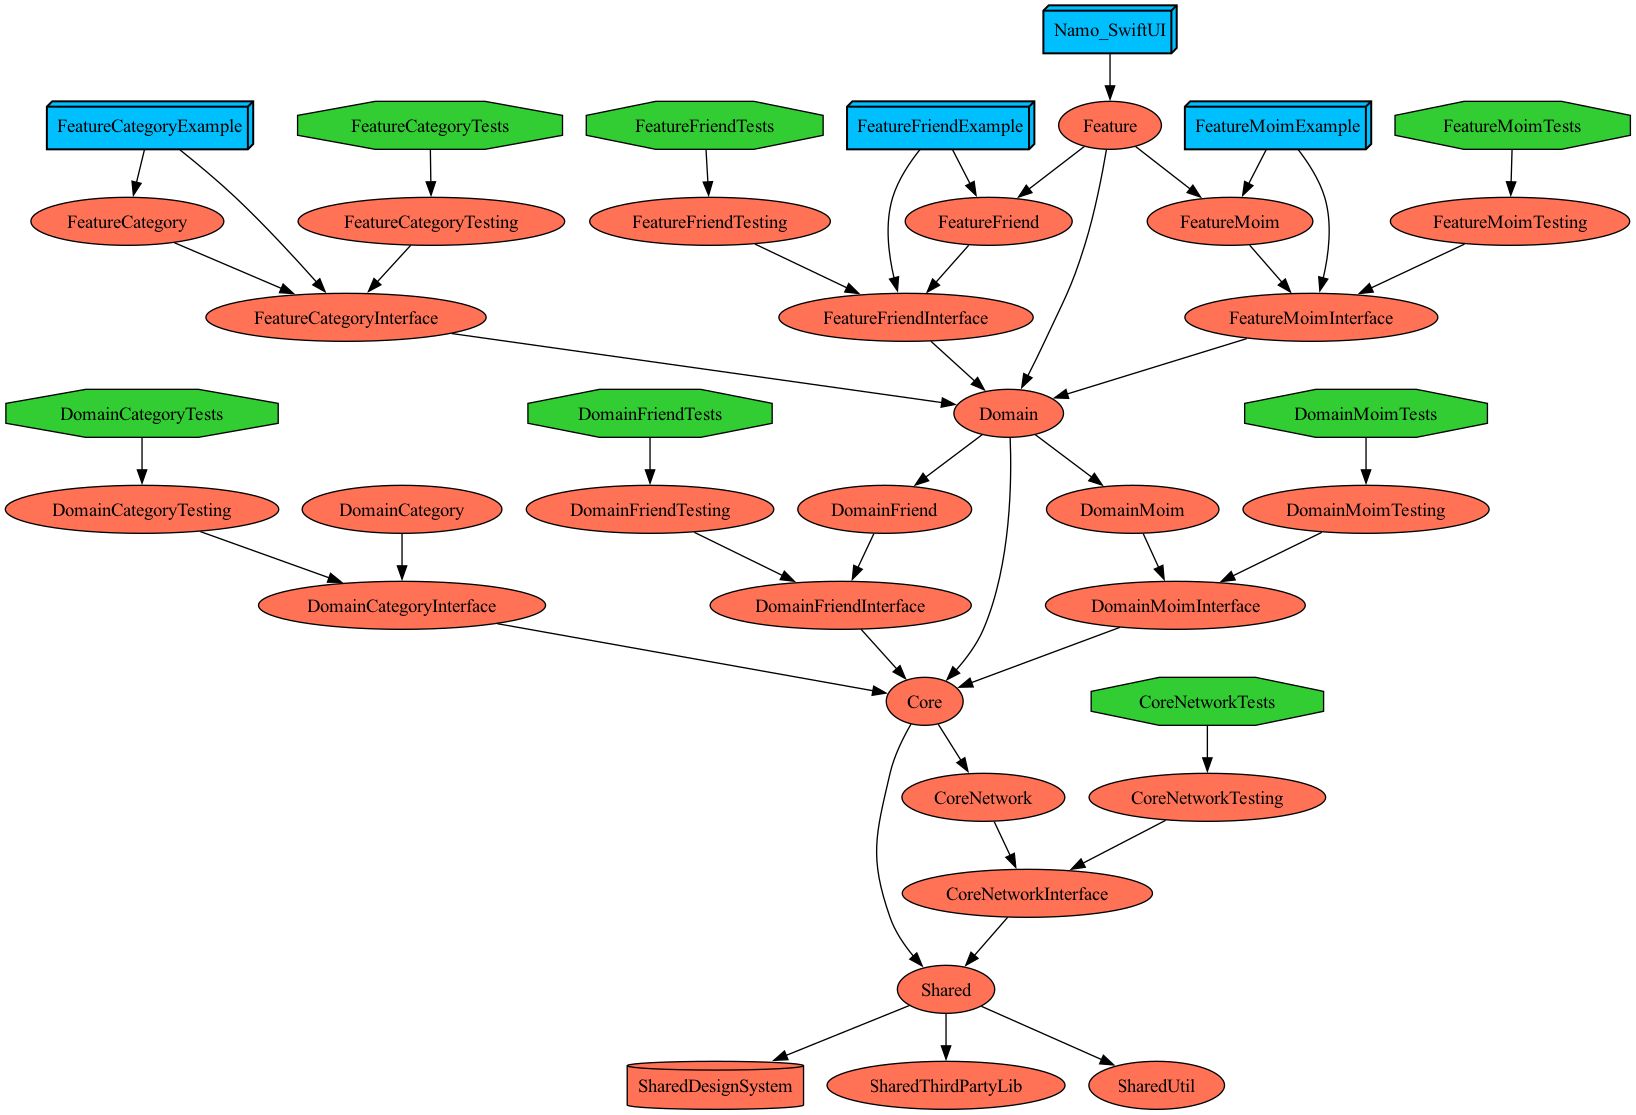 Namo_SwiftUI
FeatureCategoryExample
FeatureCategoryTests
FeatureFriendTests
FeatureFriendExample
Feature
FeatureMoimExample
FeatureMoimTests
FeatureCategory
FeatureCategoryTesting
FeatureFriendTesting
FeatureFriend
FeatureMoim
FeatureMoimTesting
FeatureCategoryInterface
FeatureFriendInterface
FeatureMoimInterface
DomainCategoryTests
DomainFriendTests
Domain
DomainMoimTests
DomainCategoryTesting
DomainCategory
DomainFriendTesting
DomainFriend
DomainMoim
DomainMoimTesting
DomainCategoryInterface
DomainFriendInterface
DomainMoimInterface
Core
CoreNetworkTests
CoreNetwork
CoreNetworkTesting
CoreNetworkInterface
Shared
SharedDesignSystem
SharedThirdPartyLib
SharedUtil